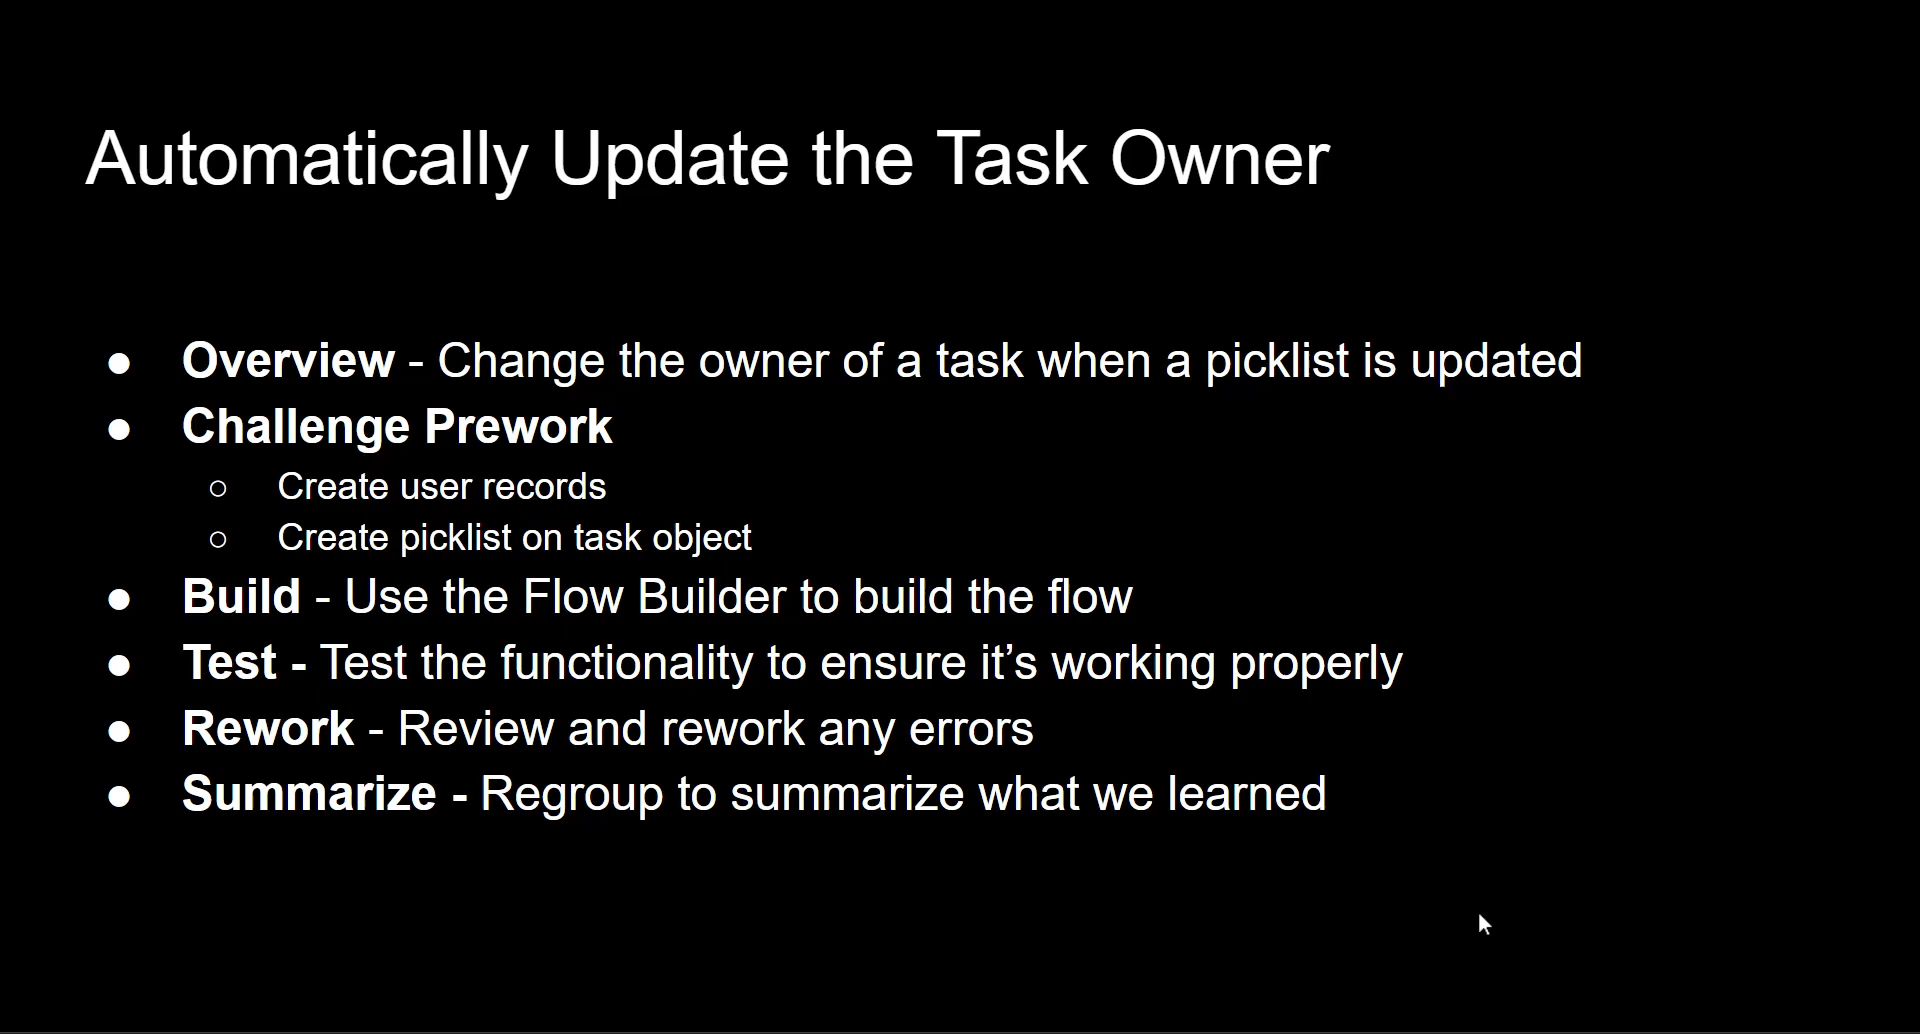 Automatically Update the Task Owner
● Overview - Change the owner of a task when a picklist is updated
● Challenge Prework
○ Create user records
○ Create picklist on task object
● Build - Use the Flow Builder to build the flow
● Test - Test the functionality to ensure it’s working properly
● Rework - Review and rework any errors
● Summarize - Regroup to summarize what we learned